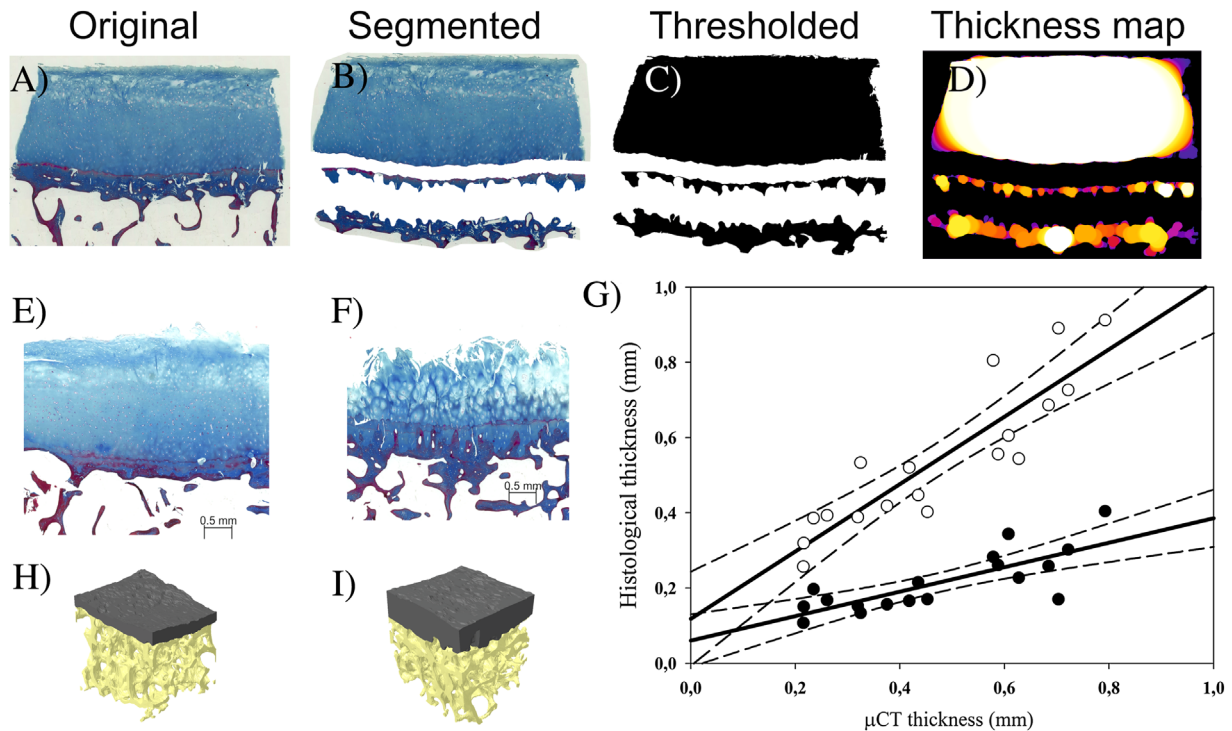 Original Segmented Thresholded Thickness map
A) B) C) D)
E) F) G)
1,0
0,8
0,6
0,4
0,2
0,0
Histological thickness (mm)
0.5 mm
0.5 mm
H) I)
0,0 0,2 0,4 0,6 0,8 1,0
μCT thickness (mm)